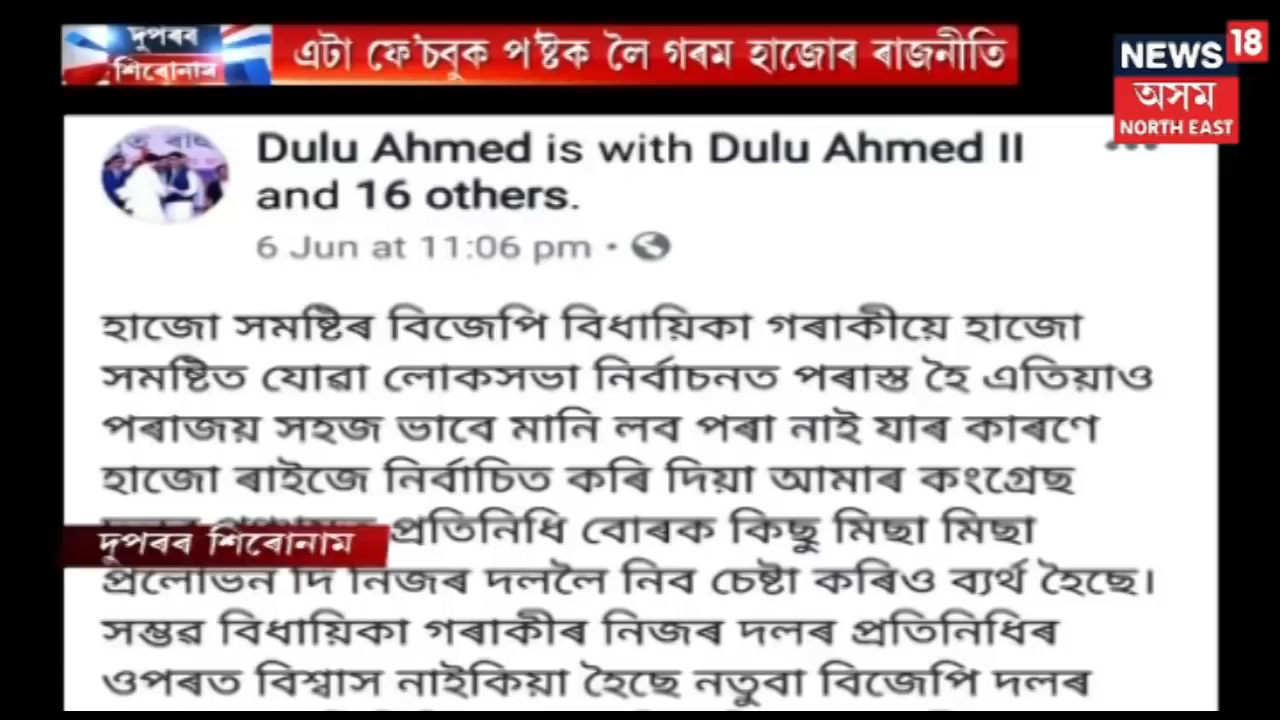 দুপৰৰ
শিৰোনাম
এটা ফে'চবুক প'ষ্টক লৈ গৰম হাজোৰ ৰাজনীতি
NEWS 18
অসম
NORTH EAST
Dulu Ahmed is with Dulu Ahmed II
and 16 others.
6 Jun at 11:06 pm
হাজো সমষ্টিৰ বিজেপি বিধায়িকা গৰাকীয়ে হাজো
সমষ্টিত যোৱা লোকসভা নিৰ্বাচনত পৰাস্ত হৈ এতিয়াও
পৰাজয় সহজ ভাবে মানি লব পৰা নাই যাৰ কাৰণে
হাজো ৰাইজে নিৰ্বাচিত কৰি দিয়া আমাৰ কংগ্ৰেছ
প্ৰতিনিধি বোৰক কিছু মিছা মিছা
দুপৰৰ শিৰোনাম
প্ৰলোভন দি নিজৰ দললৈ নিব চেষ্টা কৰিও ব্যৰ্থ হৈছে।
সম্ভৱ বিধায়িকা গৰাকীৰ নিজৰ দলৰ প্ৰতিনিধিৰ
ওপৰত বিশ্বাস নাইকিয়া হৈছে নতুবা বিজেপি দলৰ